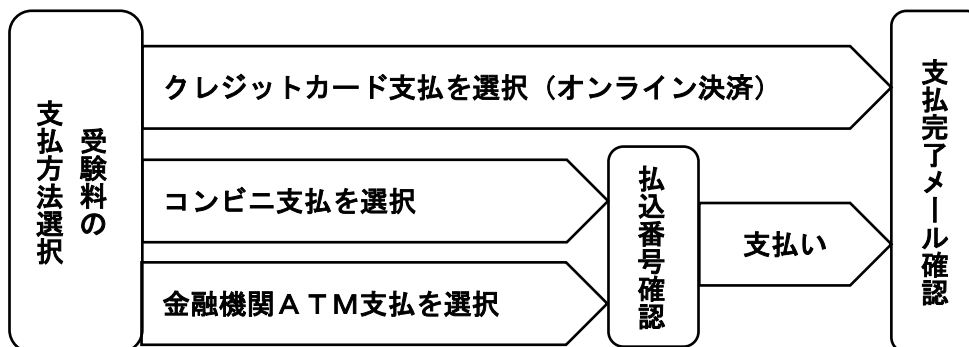 受験料の
支払方法選択
クレジットカード支払を選択（オンライン決済）
コンビニ支払を選択
金融機関ＡＴＭ支払を選択
払込番号確認
支払い
支払完了メール確認